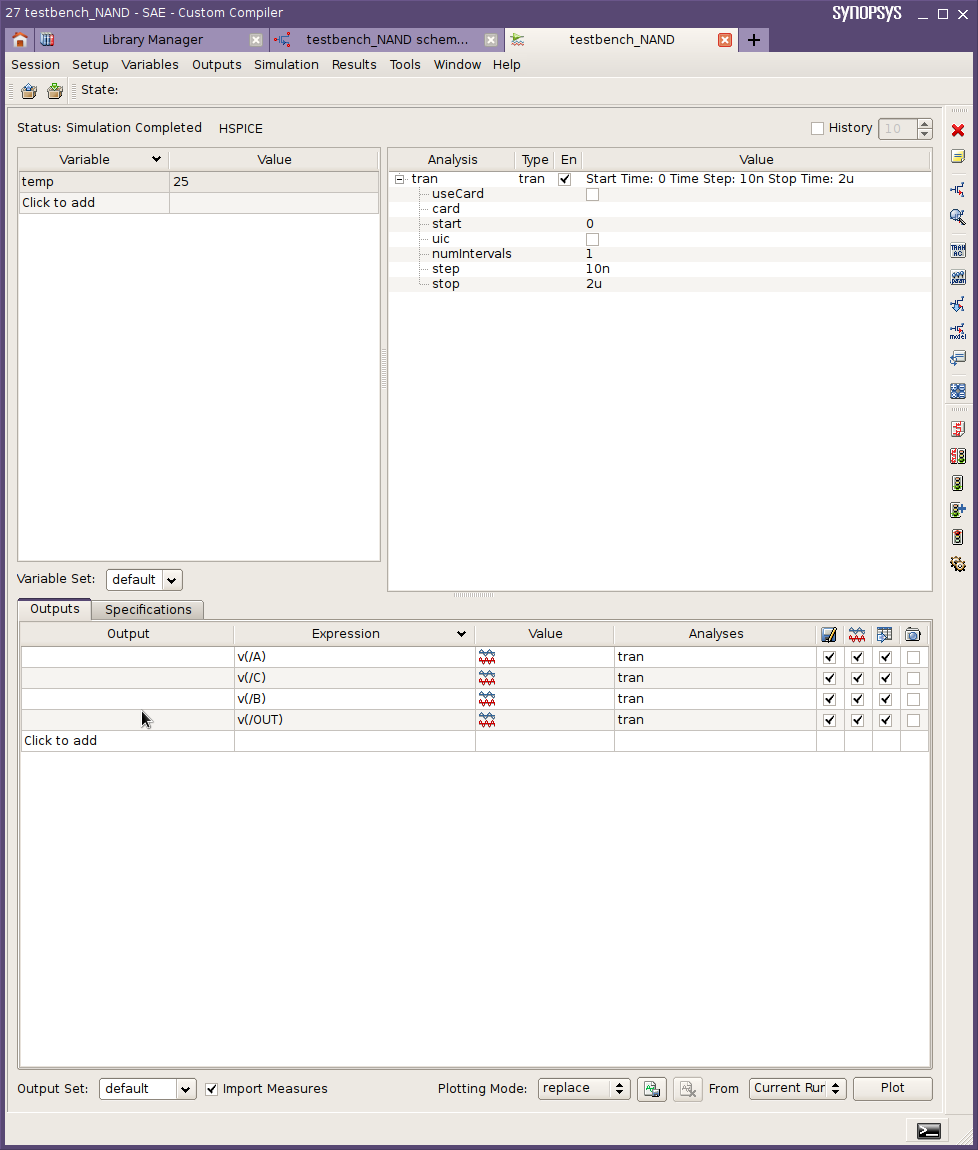 27 testbench_NAND - SAE - Custom Compiler
SYNOPSYS
Library Manager
testbench_NAND schem...
testbench_NAND
Session Setup Variables Outputs Simulation Results Tools Window Help
State:
Status: Simulation Completed HSPICE
History 10
Variable Value
temp 25
Click to add
Analysis Type En Value
tran tran Start Time: 0 Time Step: 10n Stop Time: 2u
useCard
card
start 0
uic
numIntervals 1
step 10n
stop 2u
TRAN
AC:
param
model
Variable Set: default
Outputs Specifications
Output Expression Value Analyses
v(/A) tran
v(/C) tran
v(/B) tran
v(/OUT) tran
Click to add
Output Set: default Import Measures Plotting Mode: replace From Current Rur Plot